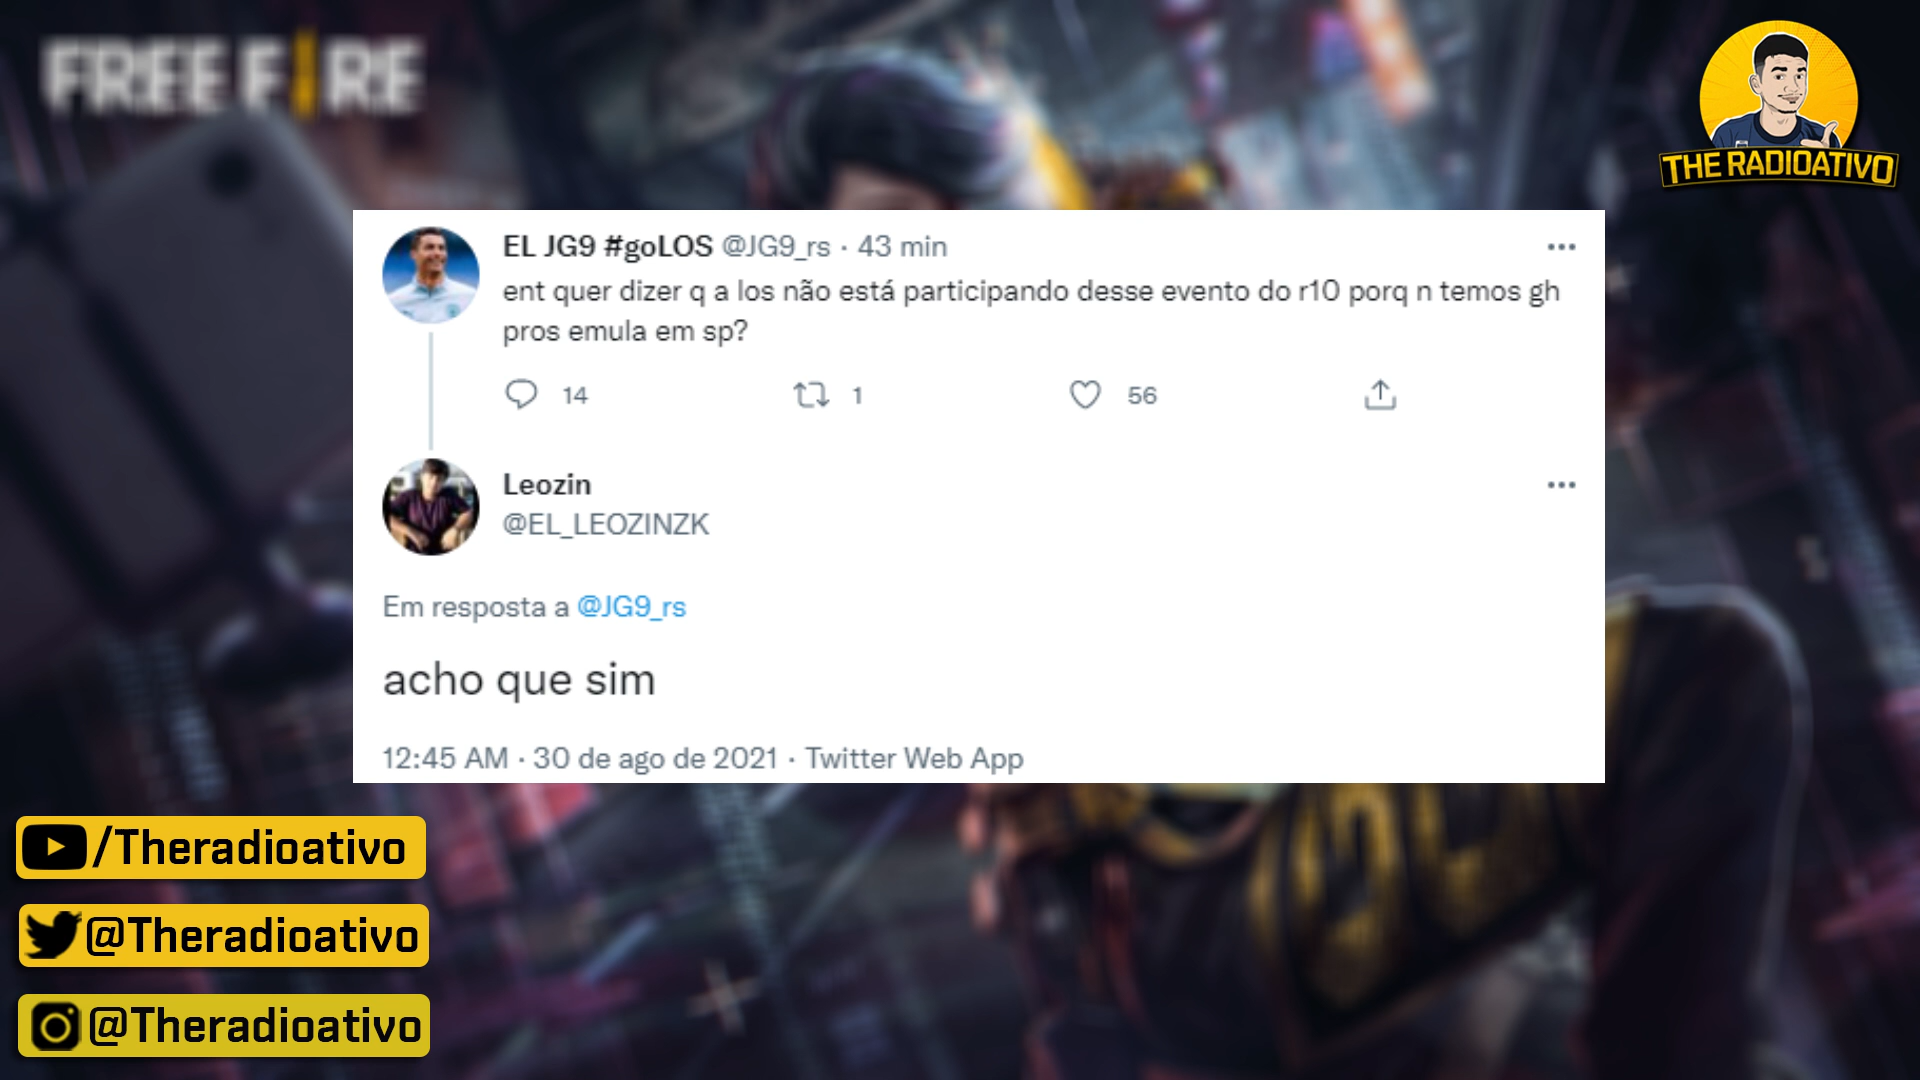 FREE FIRE
THE RADIOATIVO
EL JG9 #goLOS @JG9_rs · 43 min
ent quer dizer q a los não está participando desse evento do r10 porq n temos gh
pros emula em sp?
14 1 56
Leozin
@EL_LEOZINZK
Em resposta a @JG9_rs
acho que sim
12:45 AM · 30 de ago de 2021 · Twitter Web App
/Theradioativo
@Theradioativo
@Theradioativo